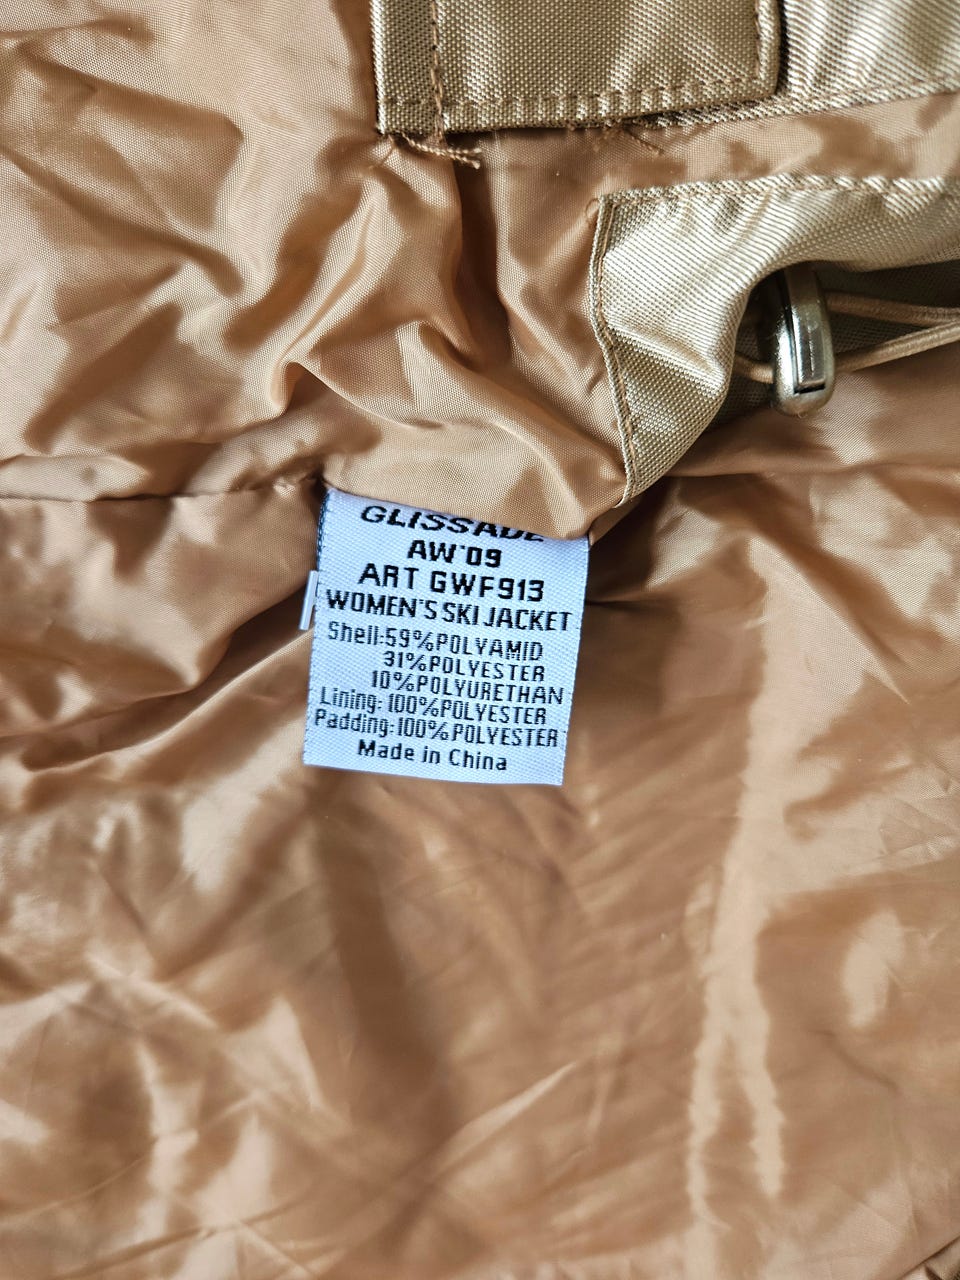 GLISSADE
AW'09
ART GWF913
WOMEN'S SKI JACKET
Shell:59%POLYAMID
31%POLYESTER
10%POLYURETHAN
Lining: 100%POLYESTER
Padding:100%POLYESTER
Made in China